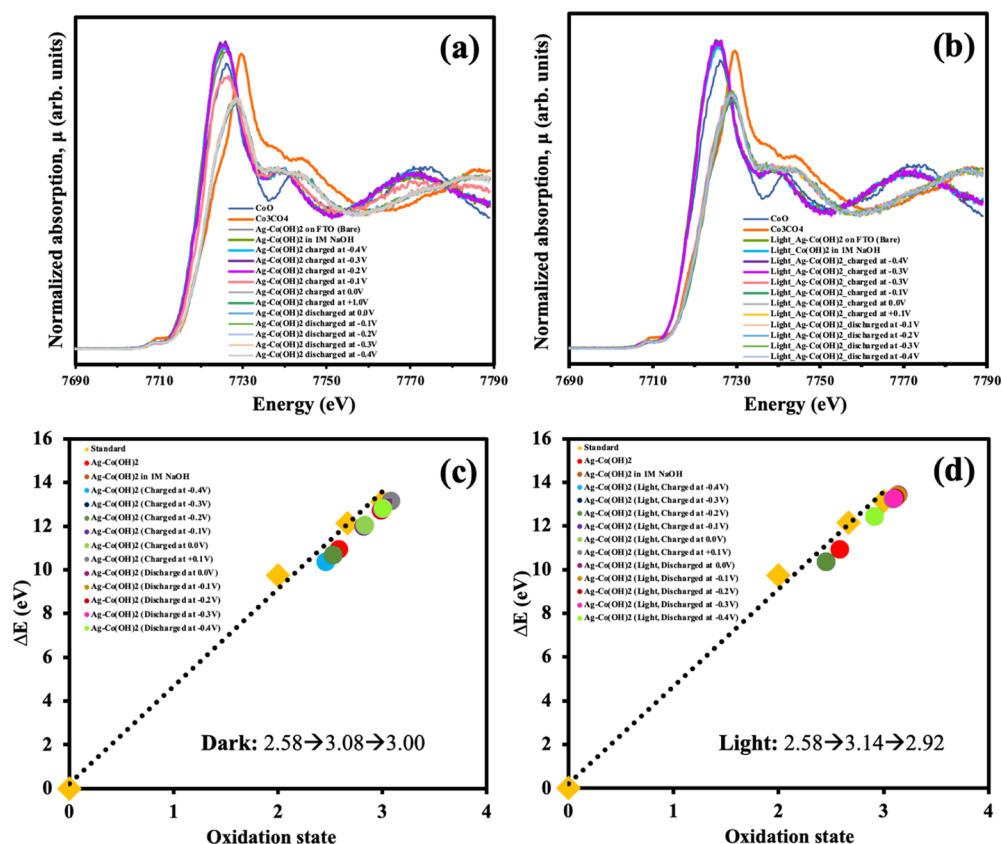 (a)
Normalized absorption, μ (arb. units)
CoO
Co3CO4
Ag-Co(OH)2 on FTO (Bare)
Ag-Co(OH)2 in 1M NaOH
Ag-Co(OH)2 charged at -0.4V
Ag-Co(OH)2 charged at -0.3V
Ag-Co(OH)2 charged at -0.2V
Ag-Co(OH)2 charged at -0.1V
Ag-Co(OH)2 charged at 0.0V
Ag-Co(OH)2 charged at +1.0V
Ag-Co(OH)2 discharged at 0.0V
Ag-Co(OH)2 discharged at -0.1V
Ag-Co(OH)2 discharged at -0.2V
Ag-Co(OH)2 discharged at -0.3V
Ag-Co(OH)2 discharged at -0.4V
7690 7710 7730 7750 7770 7790
Energy (eV)
(b)
Normalized absorption, μ (arb. units)
CoO
Co3CO4
Light_Ag-Co(OH)2 on FTO (Bare)
Light_Co(OH)2 in 1M NaOH
Light_Ag-Co(OH)2_charged at -0.4V
Light_Ag-Co(OH)2_charged at -0.3V
Light_Ag-Co(OH)2_charged at -0.3V
Light_Ag-Co(OH)2_charged at -0.1V
Light_Ag-Co(OH)2_charged at 0.0V
Light_Ag-Co(OH)2_charged at +0.1V
Light_Ag-Co(OH)2_discharged at -0.1V
Light_Ag-Co(OH)2_discharged at -0.2V
Light_Ag-Co(OH)2_discharged at -0.3V
Light_Ag-Co(OH)2_discharged at -0.4V
7690 7710 7730 7750 7770 7790
Energy (eV)
(c)
16
14
12
10
8
6
4
2
0
ΔE (eV)
Standard
Ag-Co(OH)2
Ag-Co(OH)2 in 1M NaOH
Ag-Co(OH)2 (Charged at -0.4V)
Ag-Co(OH)2 (Charged at -0.3V)
Ag-Co(OH)2 (Charged at -0.2V)
Ag-Co(OH)2 (Charged at -0.1V)
Ag-Co(OH)2 (Charged at 0.0V)
Ag-Co(OH)2 (Charged at +0.1V)
Ag-Co(OH)2 (Discharged at 0.0V)
Ag-Co(OH)2 (Discharged at -0.1V)
Ag-Co(OH)2 (Discharged at -0.2V)
Ag-Co(OH)2 (Discharged at -0.3V)
Ag-Co(OH)2 (Discharged at -0.4V)
Dark: 2.58→3.08→3.00
0 1 2 3 4
Oxidation state
(d)
16
14
12
10
8
6
4
2
0
ΔE (eV)
Standard
Ag-Co(OH)2
Ag-Co(OH)2 in 1M NaOH
Ag-Co(OH)2 (Light, Charged at -0.4V)
Ag-Co(OH)2 (Light, Charged at -0.3V)
Ag-Co(OH)2 (Light, Charged at -0.2V)
Ag-Co(OH)2 (Light, Charged at -0.1V)
Ag-Co(OH)2 (Light, Charged at 0.0V)
Ag-Co(OH)2 (Light, Charged at +0.1V)
Ag-Co(OH)2 (Light, Discharged at 0.0V)
Ag-Co(OH)2 (Light, Discharged at -0.1V)
Ag-Co(OH)2 (Light, Discharged at -0.2V)
Ag-Co(OH)2 (Light, Discharged at -0.3V)
Ag-Co(OH)2 (Light, Discharged at -0.4V)
Light: 2.58→3.14→2.92
0 1 2 3 4
Oxidation state